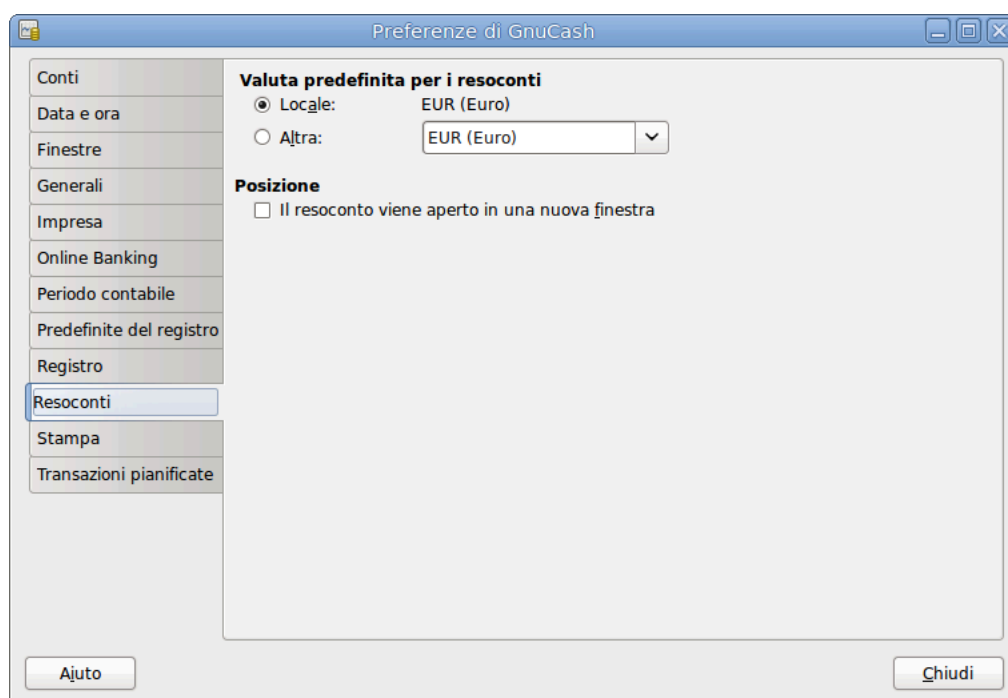 Preferenze di GnuCash
Conti
Data e ora
Finestre
Generali
Impresa
Online Banking
Periodo contabile
Predefinite del registro
Registro
Resoconti
Stampa
Transazioni pianificate
Valuta predefinita per i resoconti
Locale: EUR (Euro)
Altra: EUR (Euro)
Posizione
Il resoconto viene aperto in una nuova finestra
Aiuto
Chiudi